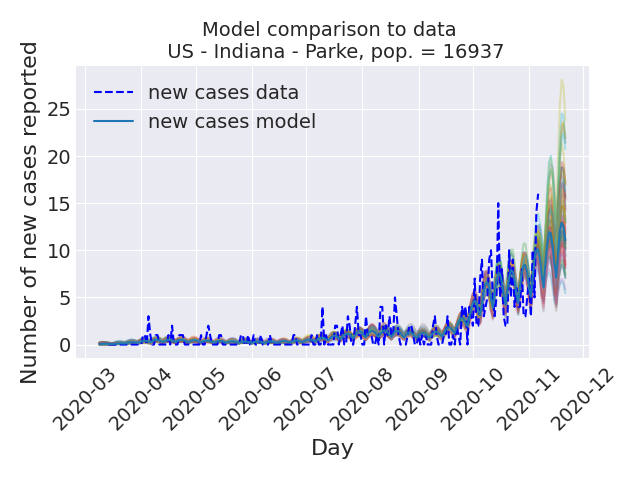 Model comparison to data
US - Indiana - Parke, pop. = 16937
new cases data
new cases model
Number of new cases reported
25
20
15
10
5
0
2020-03
2020-04
2020-05
2020-06
2020-07
2020-08
2020-09
2020-10
2020-11
2020-12
Day